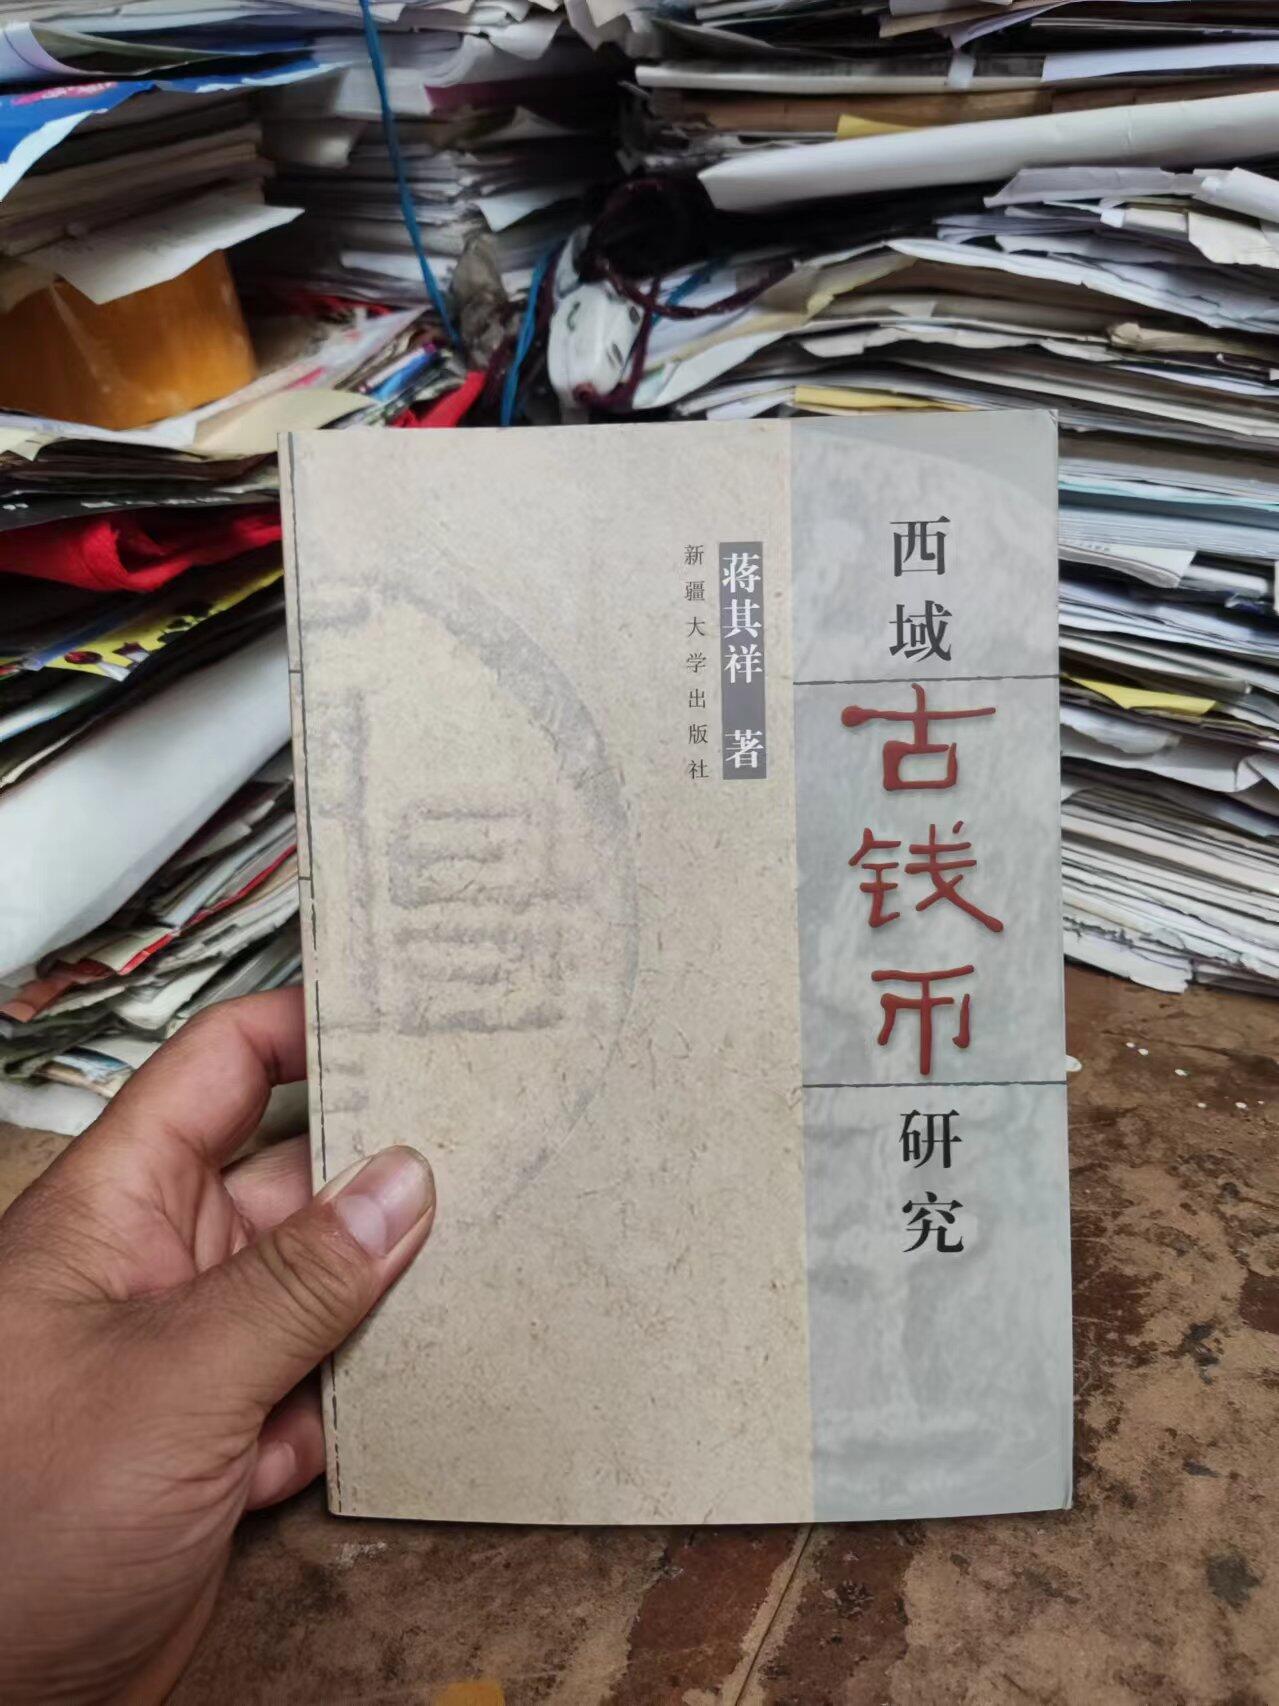 西域古钱币研究
蒋其祥 著
新疆大学出版社